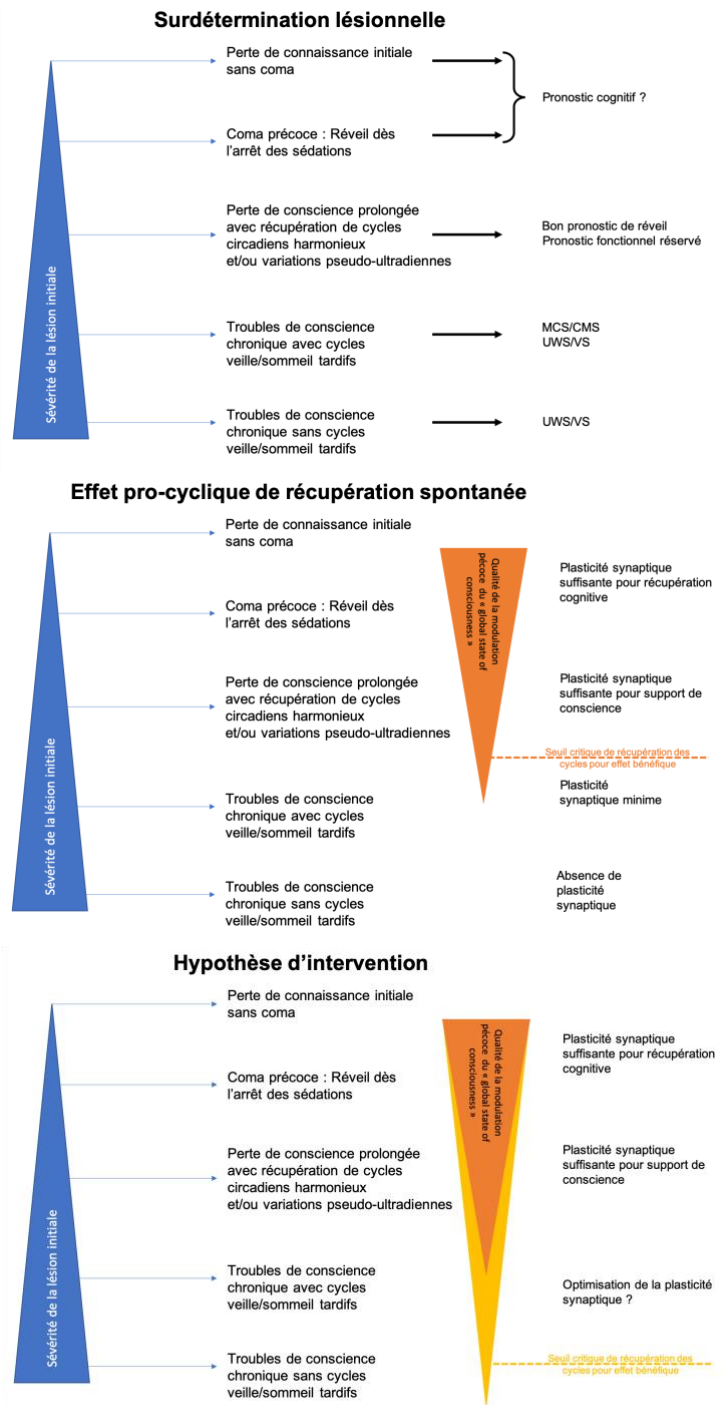 Surdétermination lésionnelle
Perte de connaissance initiale
sans coma
Pronostic cognitif ?
Coma précoce : Réveil dès
l'arrêt des sédations
Perte de conscience prolongée
avec récupération de cycles
circadiens harmonieux
et/ou variations pseudo-ultradiennes
Bon pronostic de réveil
Pronostic fonctionnel réservé
Sévérité de la lésion initiale
Troubles de conscience
chronique avec cycles
veille/sommeil tardifs
MCS/CMS
UWS/VS
Troubles de conscience
chronique sans cycles
veille/sommeil tardifs
UWS/VS
Effet pro-cyclique de récupération spontanée
Perte de connaissance initiale
sans coma
Qualité de la modulation
pécoce du « global state of
consciousness »
Plasticité synaptique
suffisante pour récupération
cognitive
Coma précoce : Réveil dès
l'arrêt des sédations
Perte de conscience prolongée
avec récupération de cycles
circadiens harmonieux
et/ou variations pseudo-ultradiennes
Plasticité synaptique
suffisante pour support de
conscience
Seuil critique de récupération des
cycles pour effet bénéfique
Sévérité de la lésion initiale
Troubles de conscience
chronique avec cycles
veille/sommeil tardifs
Plasticité
synaptique minime
Troubles de conscience
chronique sans cycles
veille/sommeil tardifs
Absence de
plasticité
synaptique
Hypothèse d'intervention
Perte de connaissance initiale
sans coma
Qualité de la modulation
pécoce du « global state of
consciousness »
Plasticité synaptique
suffisante pour récupération
cognitive
Coma précoce : Réveil dès
l'arrêt des sédations
Perte de conscience prolongée
avec récupération de cycles
circadiens harmonieux
et/ou variations pseudo-ultradiennes
Plasticité synaptique
suffisante pour support de
conscience
Sévérité de la lésion initiale
Troubles de conscience
chronique avec cycles
veille/sommeil tardifs
Optimisation de la plasticité
synaptique ?
Troubles de conscience
chronique sans cycles
veille/sommeil tardifs
Seuil critique de récupération des
cycles pour effet bénéfique